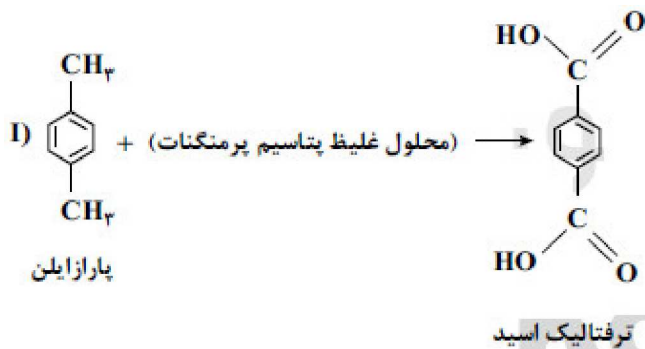 HO O
C
CH۳
I) + (محلول غلیظ پتاسیم پرمنگنات)
CH۳
C
HO O
پارازایلن
ترفتالیک اسید